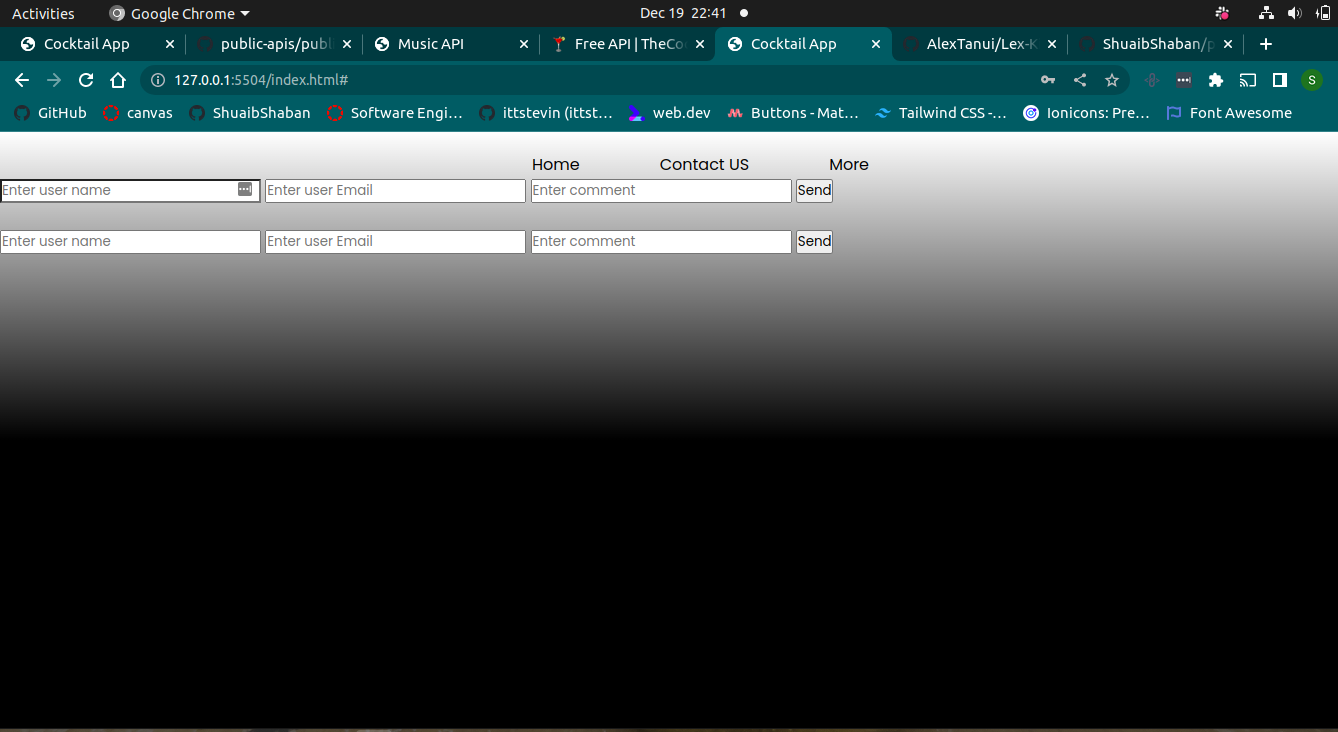 Activities Google Chrome Dec 19 22:41
Cocktail App public-apis/publ Music API Free API | TheCo Cocktail App AlexTanui/Lex-K ShuaibShaban/p
127.0.0.1:5504/index.html# S
GitHub canvas ShuaibShaban Software Engi... ittstevin (ittst... web.dev Buttons - Mat... Tailwind CSS -... Ionicons: Pre... Font Awesome
Home Contact US More
Enter user name Enter user Email Enter comment Send
Enter user name Enter user Email Enter comment Send